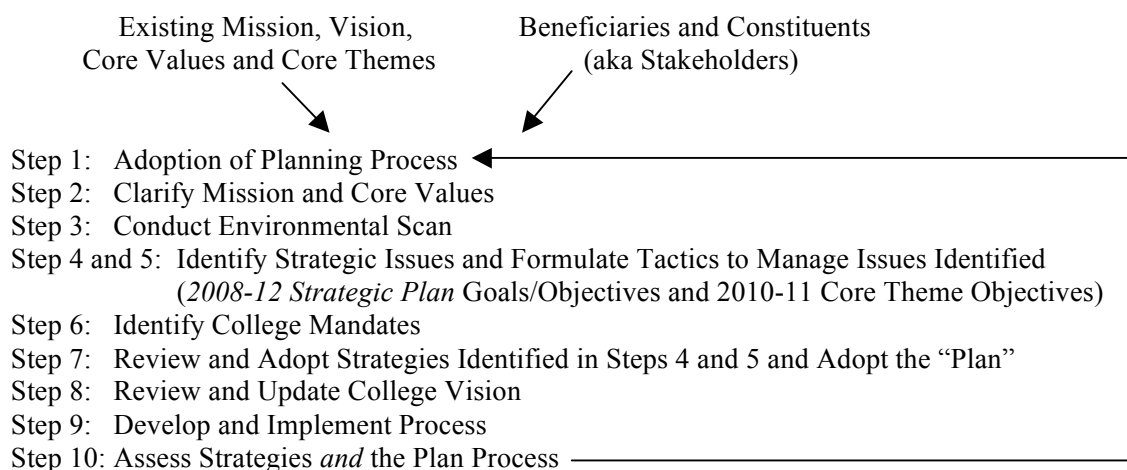 Existing Mission, Vision,
Core Values and Core Themes
Beneficiaries and Constituents
(aka Stakeholders)
Step 1: Adoption of Planning Process
Step 2: Clarify Mission and Core Values
Step 3: Conduct Environmental Scan
Step 4 and 5: Identify Strategic Issues and Formulate Tactics to Manage Issues Identified
(2008-12 Strategic Plan Goals/Objectives and 2010-11 Core Theme Objectives)
Step 6: Identify College Mandates
Step 7: Review and Adopt Strategies Identified in Steps 4 and 5 and Adopt the “Plan”
Step 8: Review and Update College Vision
Step 9: Develop and Implement Process
Step 10: Assess Strategies and the Plan Process